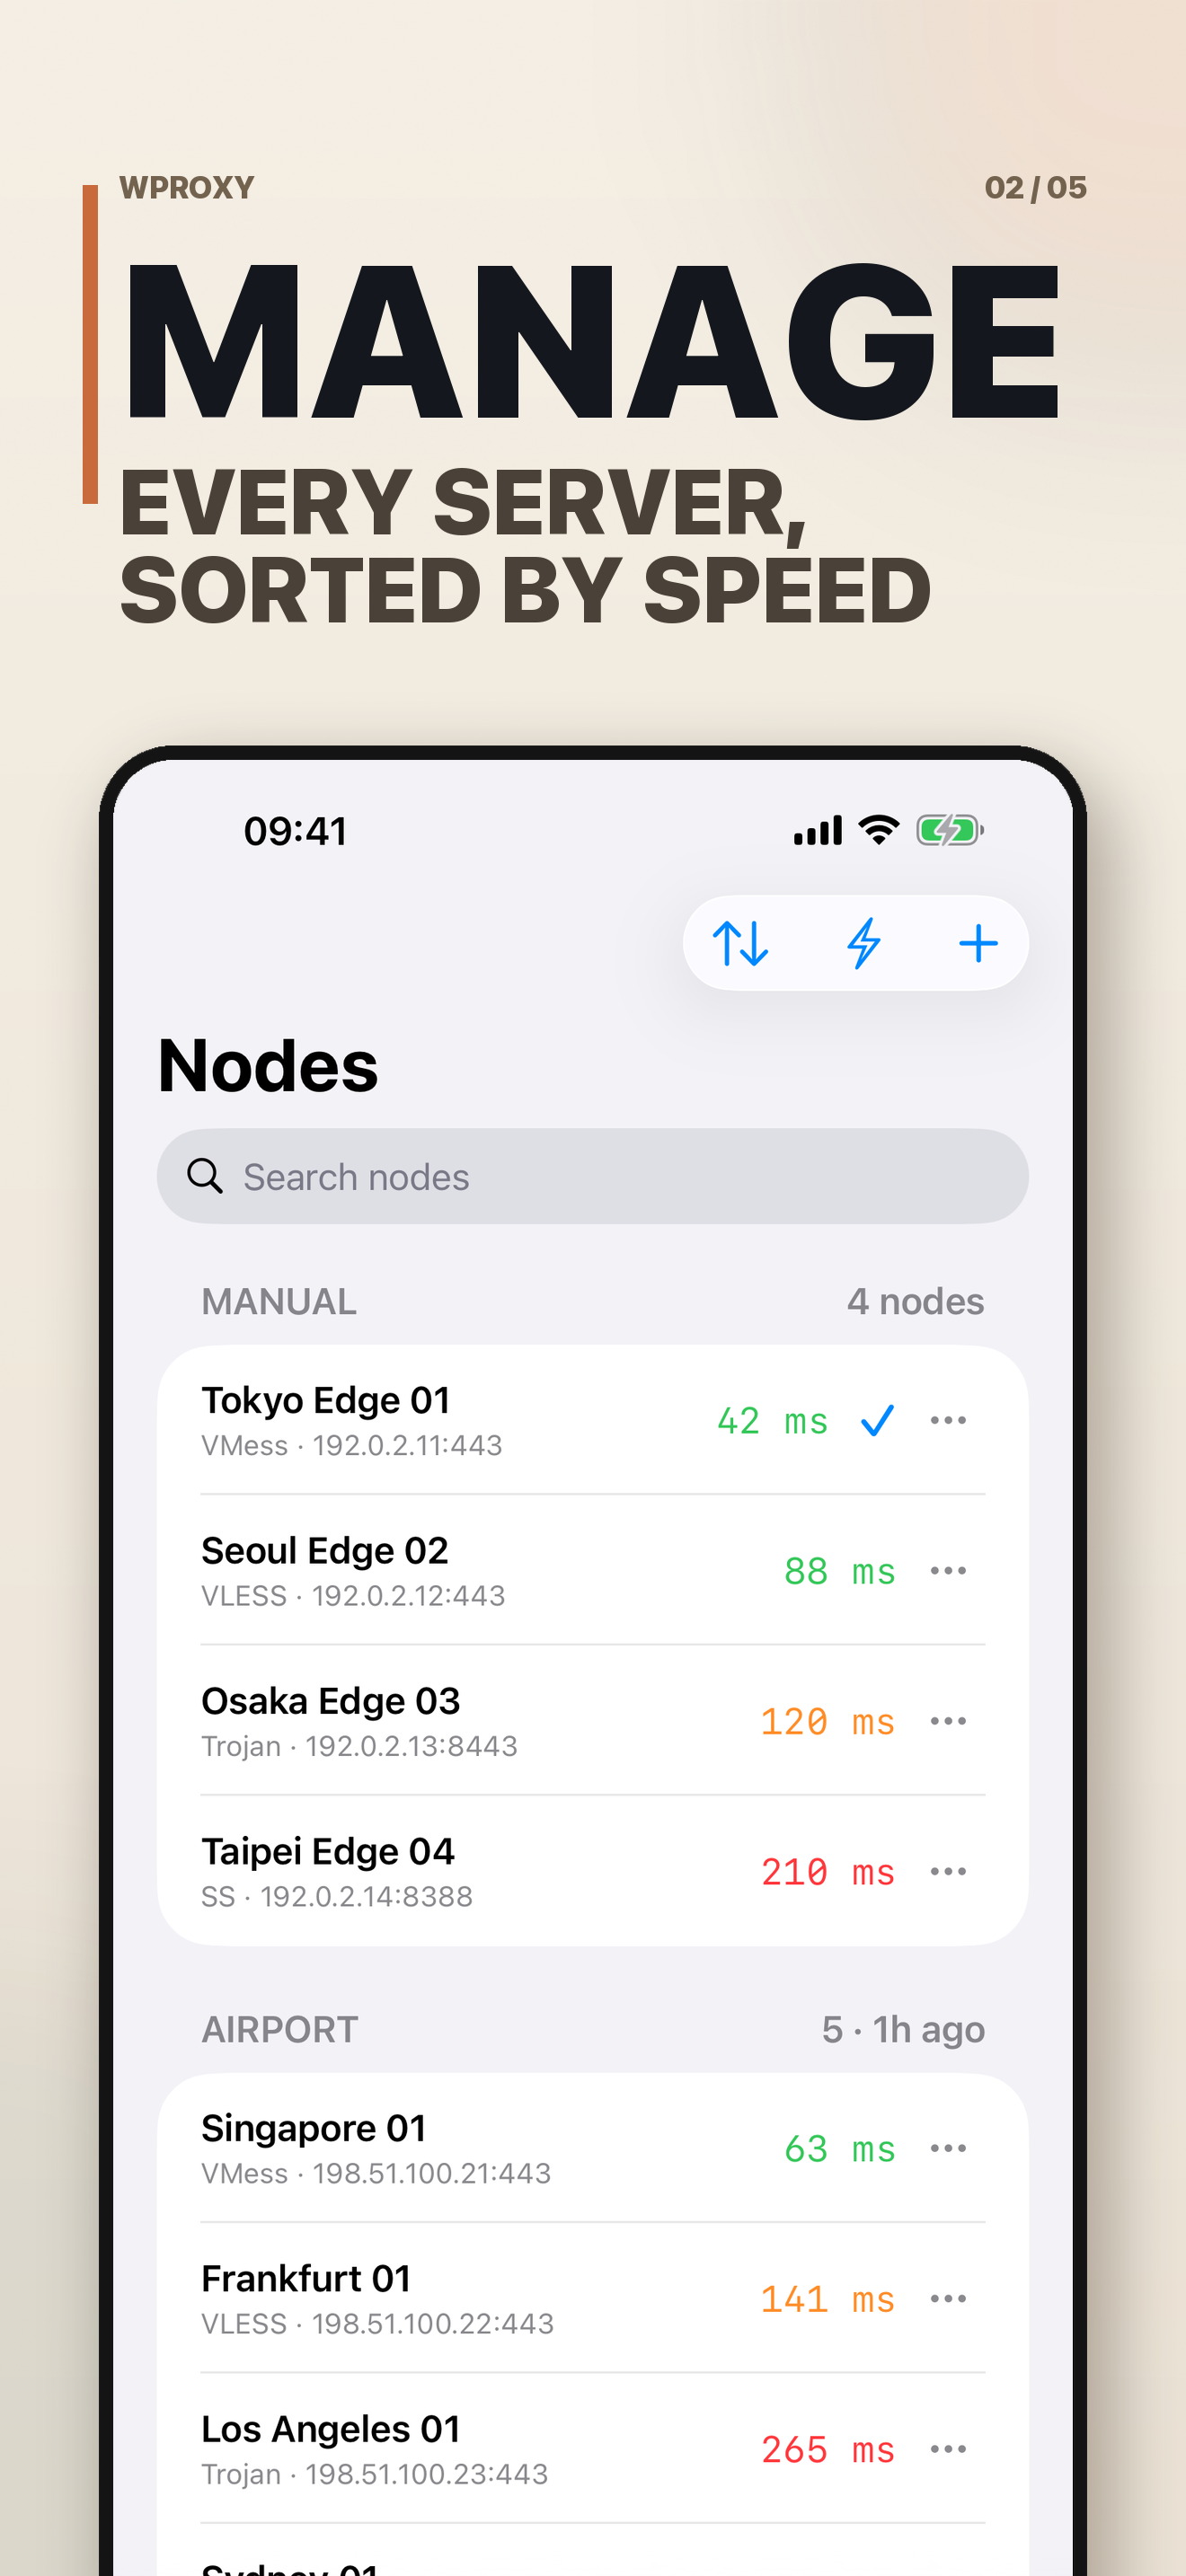 WPROXY
02 / 05
MANAGE
EVERY SERVER,
SORTED BY SPEED
09:41
Nodes
Search nodes
MANUAL
4 nodes
Tokyo Edge 01
VMess · 192.0.2.11:443
42 ms
Seoul Edge 02
VLESS · 192.0.2.12:443
88 ms
Osaka Edge 03
Trojan · 192.0.2.13:8443
120 ms
Taipei Edge 04
SS · 192.0.2.14:8388
210 ms
AIRPORT
5 · 1h ago
Singapore 01
VMess · 198.51.100.21:443
63 ms
Frankfurt 01
VLESS · 198.51.100.22:443
141 ms
Los Angeles 01
Trojan · 198.51.100.23:443
265 ms
Sydney 01